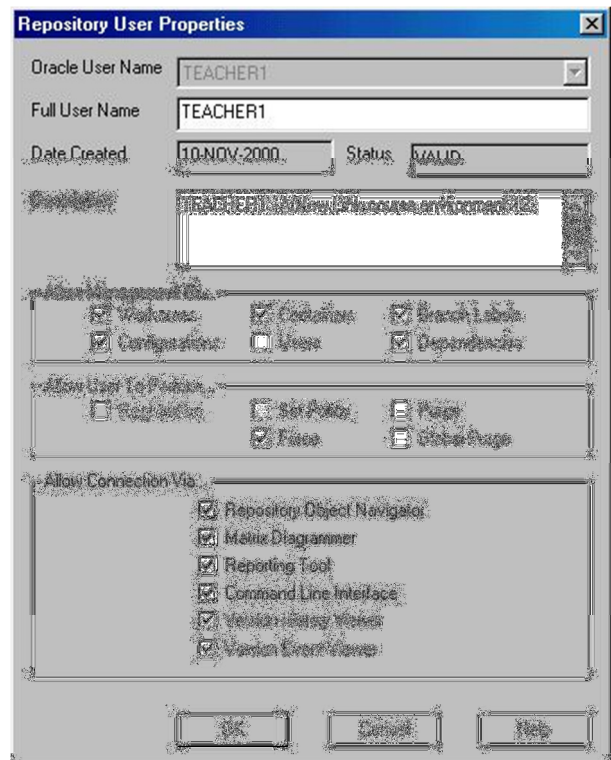 Repository User Properties
Oracle User Name TEACHER1
Full User Name TEACHER1
Date Created 10-NOV-2000 Status VALID
Allow Management Of...
Workareas Containers Branch Labels
Configurations Users Dependencies
Allow User To Perform...
Set Policy Purge
Force Global Purge
Allow Connection Via...
Repository Object Navigator
Matrix Diagrammer
Reporting Tool
Command Line Interface
Version History Viewer
Version Event Viewer
OK Cancel Help